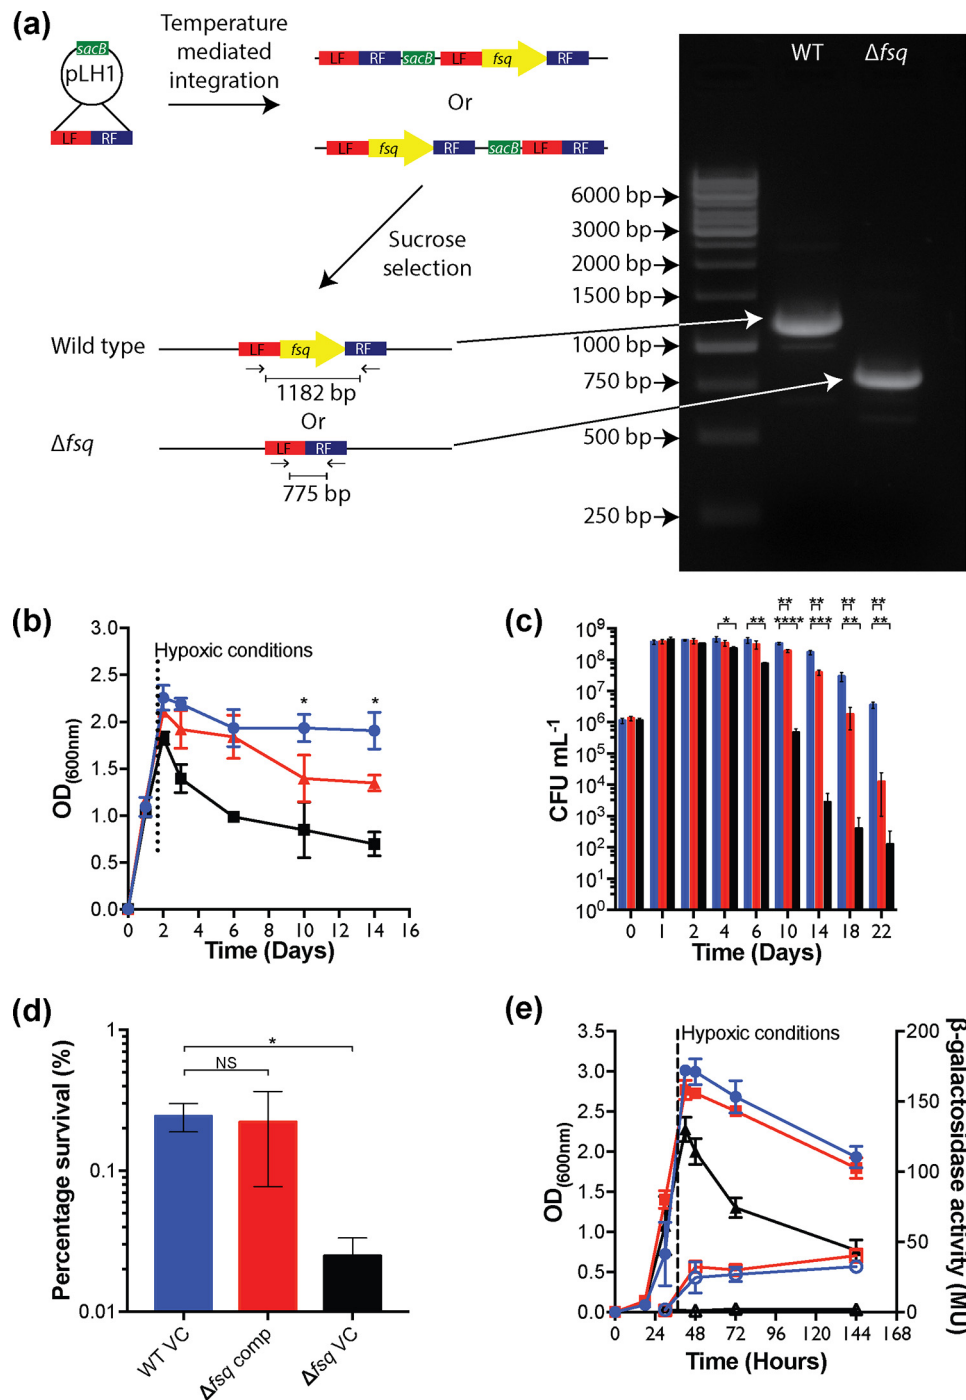 (a)
sacB
pLH1
LF RF
Temperature
mediated
integration
LF RF sacB LF fsq RF
Or
LF fsq RF sacB LF RF
Sucrose
selection
Wild type
LF fsq RF
1182 bp
Or
Δfsq
LF RF
775 bp
WT Δfsq
6000 bp
3000 bp
2000 bp
1500 bp
1000 bp
750 bp
500 bp
250 bp
(b)
Hypoxic conditions
* *
OD(600nm)
3.0
2.5
2.0
1.5
1.0
0.5
0.0
0 2 4 6 8 10 12 14 16
Time (Days)
(c)
** ** ** **
* ** **** *** ** **
CFU mL-1
10⁹
10⁸
10⁷
10⁶
10⁵
10⁴
10³
10²
10¹
10⁰
0 1 2 4 6 10 14 18 22
Time (Days)
(d)
Percentage survival (%)
1
0.1
0.01
*
NS
WT VC
Δfsq comp
Δfsq VC
(e)
Hypoxic conditions
OD(600nm)
3.5
3.0
2.5
2.0
1.5
1.0
0.5
0.0
200
150
100
50
0
β-galactosidase activity (MU)
0 24 48 72 96 120 144 168
Time (Hours)